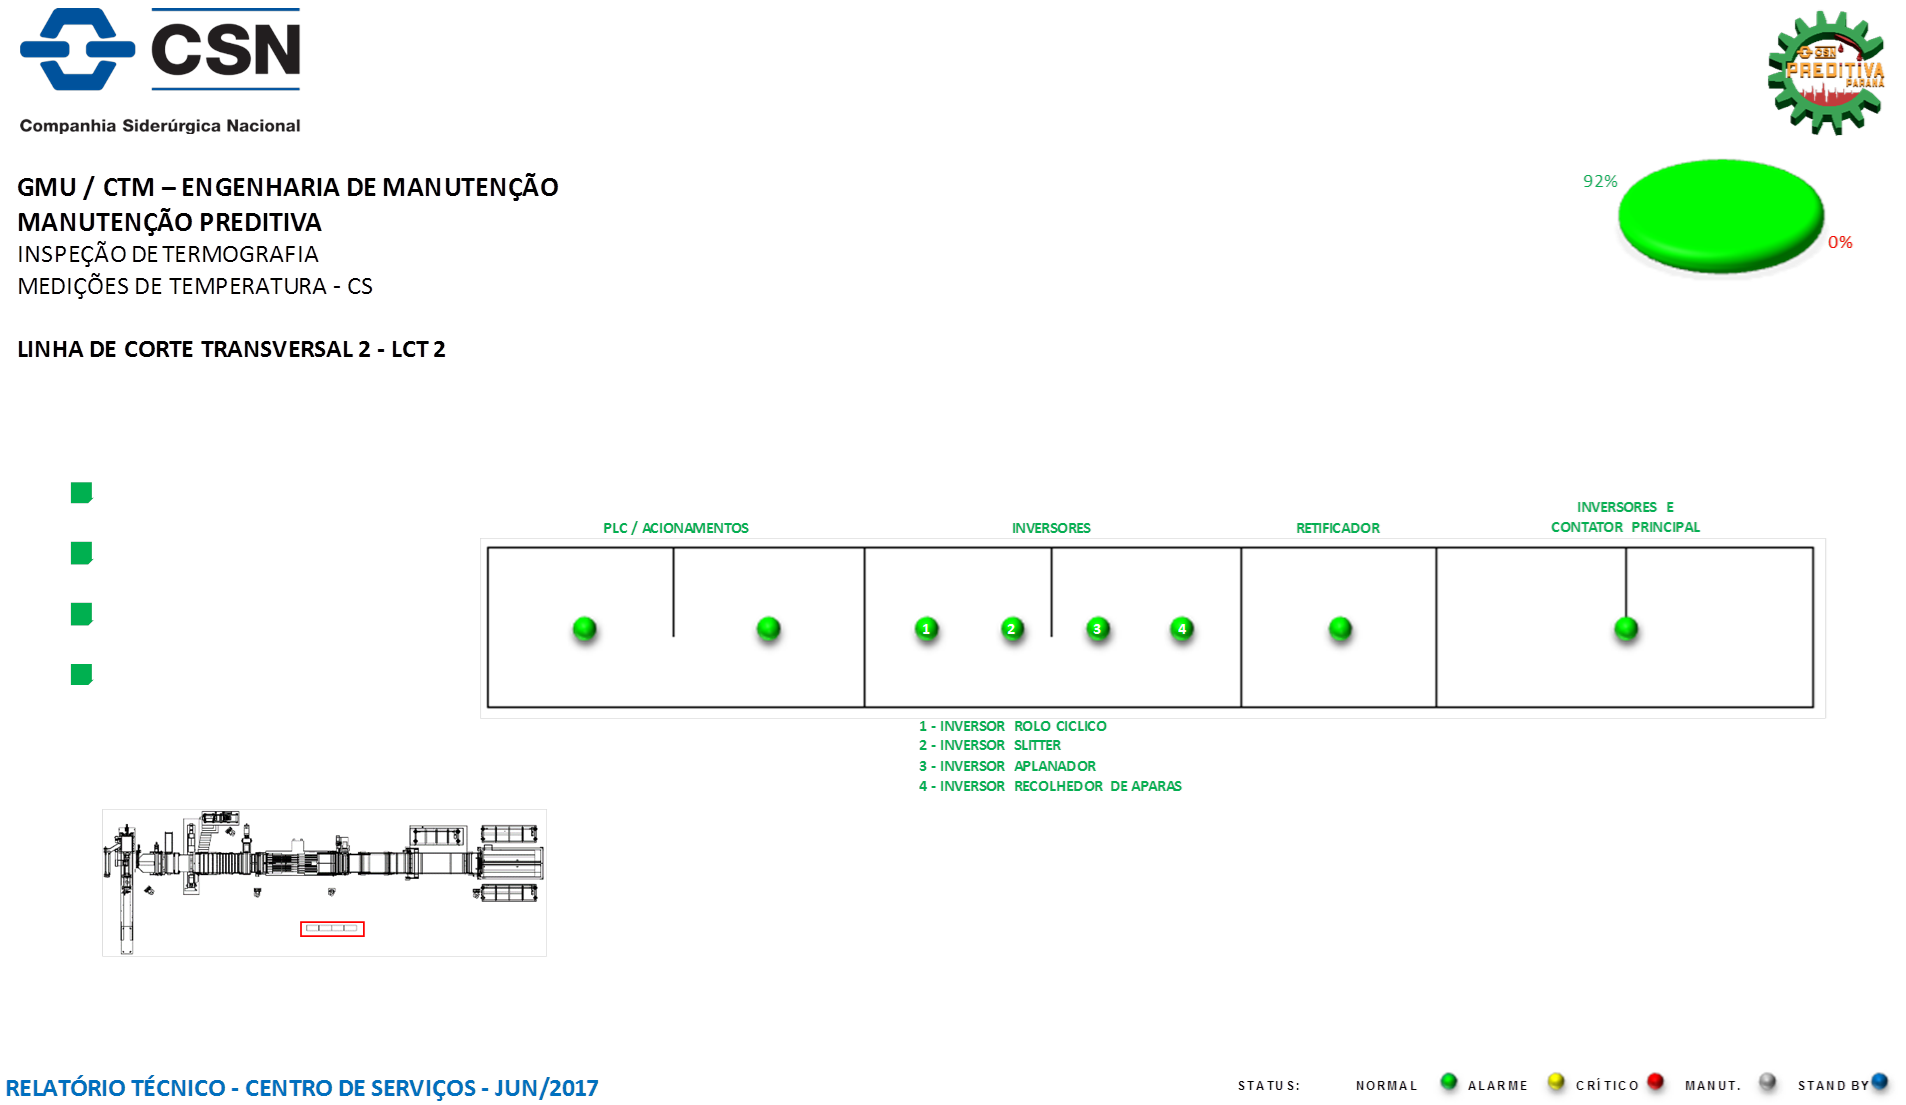 CSN
Companhia Siderúrgica Nacional
CSN
PREDITIVA
PARANÁ
GMU / CTM – ENGENHARIA DE MANUTENÇÃO
MANUTENÇÃO PREDITIVA
INSPEÇÃO DE TERMOGRAFIA
MEDIÇÕES DE TEMPERATURA - CS
92%
0%
LINHA DE CORTE TRANSVERSAL 2 - LCT 2
PLC / ACIONAMENTOS
INVERSORES
RETIFICADOR
INVERSORES E
CONTATOR PRINCIPAL
1
2
3
4
1 - INVERSOR ROLO CICLICO
2 - INVERSOR SLITTER
3 - INVERSOR APLANADOR
4 - INVERSOR RECOLHEDOR DE APARAS
RELATÓRIO TÉCNICO - CENTRO DE SERVIÇOS - JUN/2017
STATUS: NORMAL ALARME CRÍTICO MANUT. STAND BY